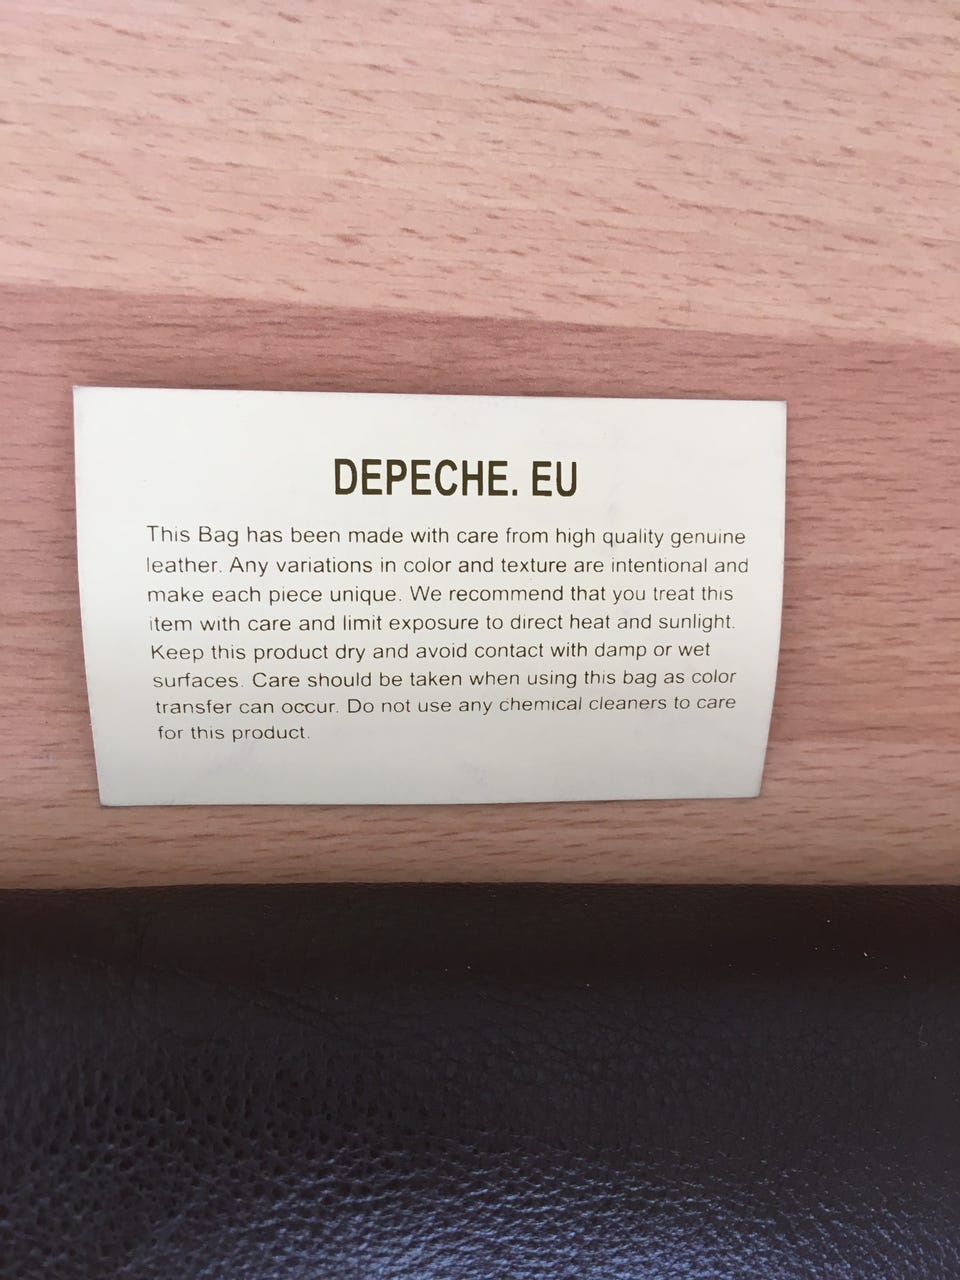 DEPECHE. EU
This Bag has been made with care from high quality genuine
leather. Any variations in color and texture are intentional and
make each piece unique. We recommend that you treat this
item with care and limit exposure to direct heat and sunlight.
Keep this product dry and avoid contact with damp or wet
surfaces. Care should be taken when using this bag as color
transfer can occur. Do not use any chemical cleaners to care
for this product.